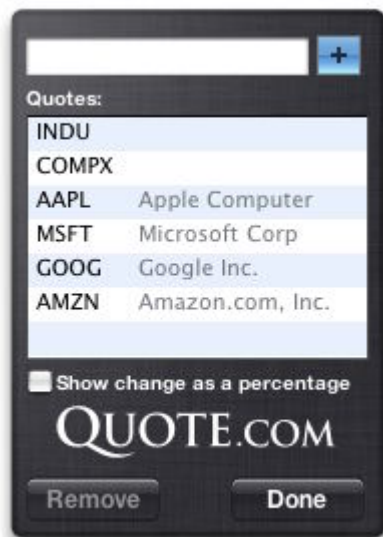 +
Quotes:
INDU
COMPX
AAPL Apple Computer
MSFT Microsoft Corp
GOOG Google Inc.
AMZN Amazon.com, Inc.
Show change as a percentage
QUOTE.COM
Remove Done